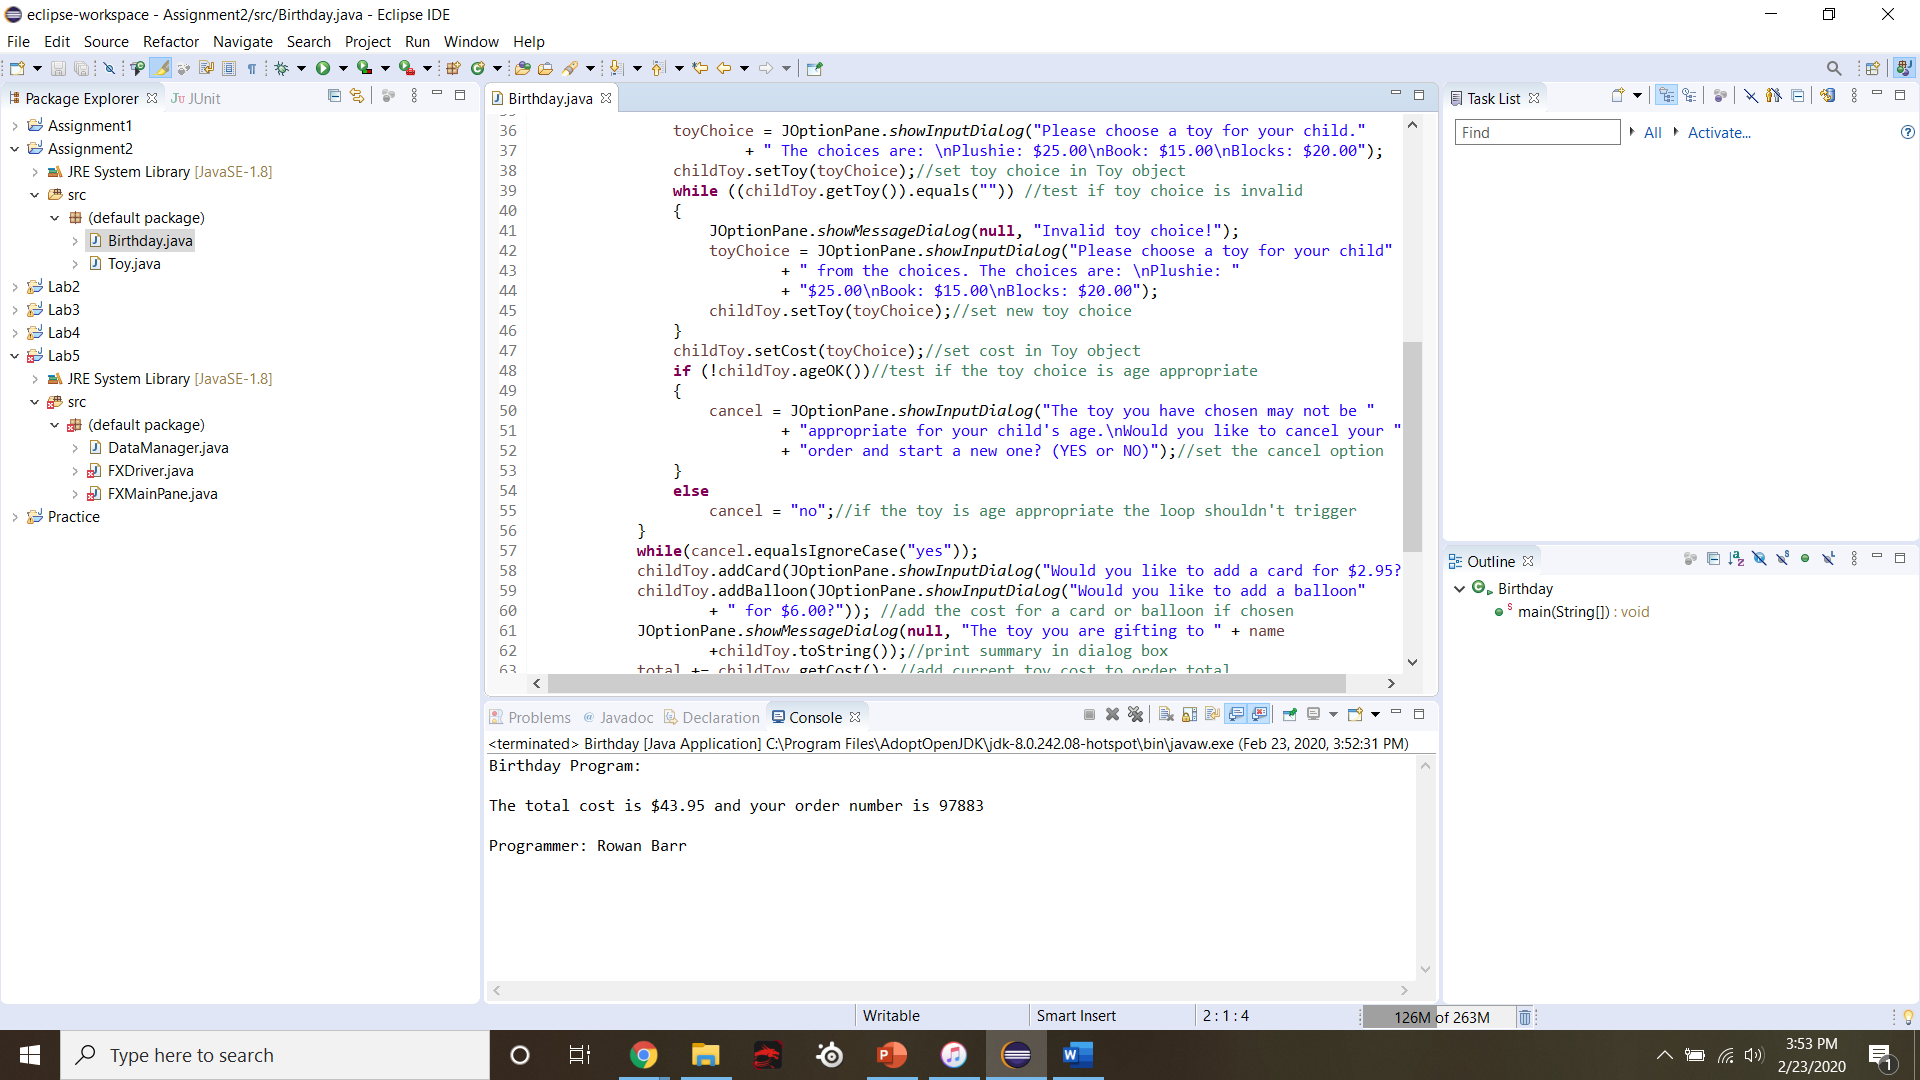 eclipse-workspace - Assignment2/src/Birthday.java - Eclipse IDE
File Edit Source Refactor Navigate Search Project Run Window Help
Package Explorer
JUnit
Assignment1
Assignment2
JRE System Library [JavaSE-1.8]
src
(default package)
Birthday.java
Toy.java
Lab2
Lab3
Lab4
Lab5
JRE System Library [JavaSE-1.8]
src
(default package)
DataManager.java
FXDriver.java
FXMainPane.java
Practice
Birthday.java
36 toyChoice = JOptionPane.showInputDialog("Please choose a toy for your child."
37 + " The choices are: \nPlushie: $25.00\nBook: $15.00\nBlocks: $20.00");
38 childToy.setToy(toyChoice);//set toy choice in Toy object
39 while ((childToy.getToy()).equals("")) //test if toy choice is invalid
40 {
41 JOptionPane.showMessageDialog(null, "Invalid toy choice!");
42 toyChoice = JOptionPane.showInputDialog("Please choose a toy for your child"
43 + " from the choices. The choices are: \nPlushie: "
44 + "$25.00\nBook: $15.00\nBlocks: $20.00");
45 childToy.setToy(toyChoice);//set new toy choice
46 }
47 childToy.setCost(toyChoice);//set cost in Toy object
48 if (!childToy.ageOK())//test if the toy choice is age appropriate
49 {
50 cancel = JOptionPane.showInputDialog("The toy you have chosen may not be "
51 + "appropriate for your child's age.\nWould you like to cancel your "
52 + "order and start a new one? (YES or NO)");//set the cancel option
53 }
54 else
55 cancel = "no";//if the toy is age appropriate the loop shouldn't trigger
56 }
57 while(cancel.equalsIgnoreCase("yes"));
58 childToy.addCard(JOptionPane.showInputDialog("Would you like to add a card for $2.95?
59 childToy.addBalloon(JOptionPane.showInputDialog("Would you like to add a balloon"
60 + " for $6.00?")); //add the cost for a card or balloon if chosen
61 JOptionPane.showMessageDialog(null, "The toy you are gifting to " + name
62 +childToy.toString());//print summary in dialog box
63 total += childToy.getCost(); //add current toy cost to order total
Problems @ Javadoc Declaration Console
<terminated> Birthday [Java Application] C:\Program Files\AdoptOpenJDK\jdk-8.0.242.08-hotspot\bin\javaw.exe (Feb 23, 2020, 3:52:31 PM)
Birthday Program:
The total cost is $43.95 and your order number is 97883
Programmer: Rowan Barr
Task List
Find
All
Activate...
Outline
Birthday
main(String[]) : void
Writable
Smart Insert
2 : 1 : 4
126M of 263M
Type here to search
3:53 PM
2/23/2020
1